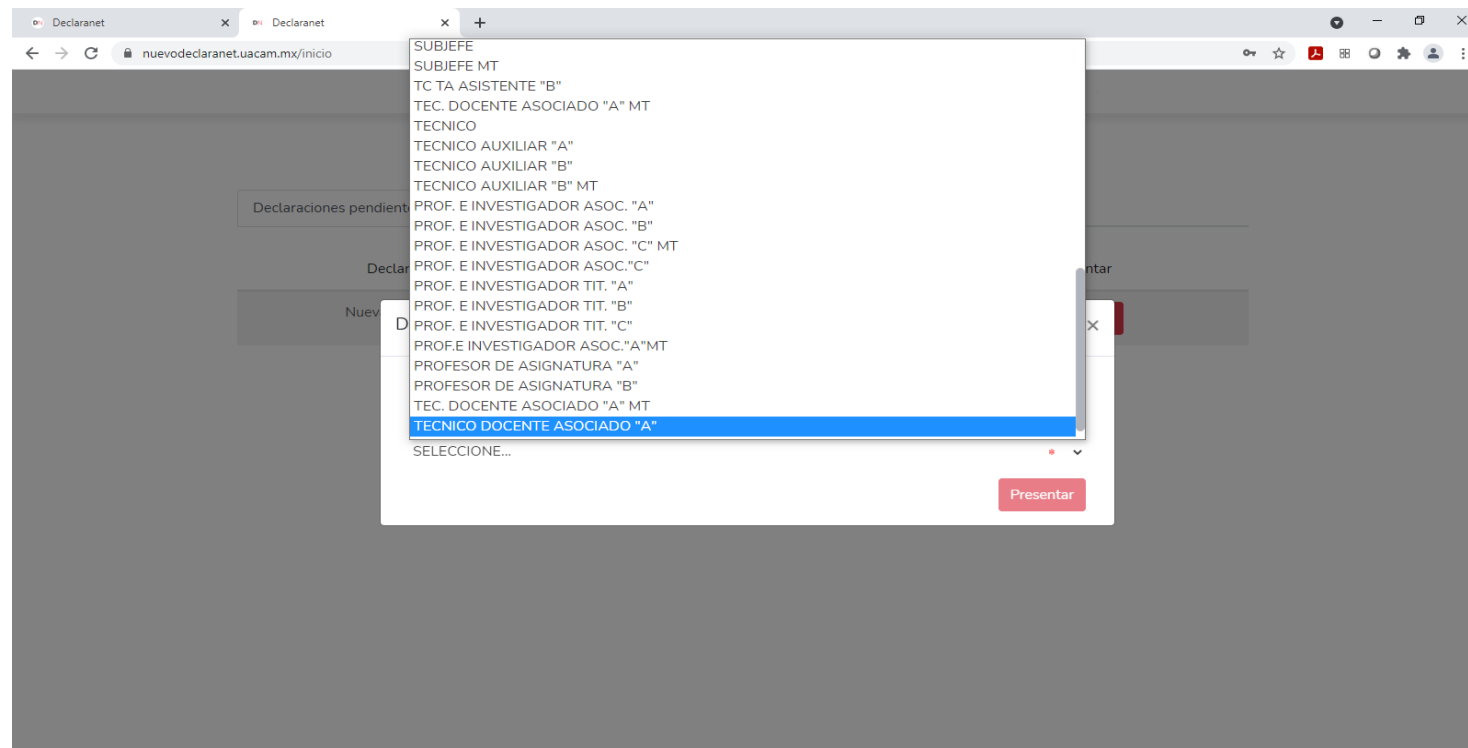 Declaranet
Declaranet
nuevodeclaranet.uacam.mx/inicio
SUBJEFE
SUBJEFE MT
TC TA ASISTENTE "B"
TEC. DOCENTE ASOCIADO "A" MT
TECNICO
TECNICO AUXILIAR "A"
TECNICO AUXILIAR "B"
TECNICO AUXILIAR "B" MT
Declaraciones pendient
PROF. E INVESTIGADOR ASOC. "A"
PROF. E INVESTIGADOR ASOC. "B"
PROF. E INVESTIGADOR ASOC. "C" MT
Declar
PROF. E INVESTIGADOR ASOC."C"
ntar
PROF. E INVESTIGADOR TIT. "A"
Nuev
PROF. E INVESTIGADOR TIT. "B"
D
PROF. E INVESTIGADOR TIT. "C"
PROF.E INVESTIGADOR ASOC."A"MT
PROFESOR DE ASIGNATURA "A"
PROFESOR DE ASIGNATURA "B"
TEC. DOCENTE ASOCIADO "A" MT
TECNICO DOCENTE ASOCIADO "A"
SELECCIONE... *
Presentar